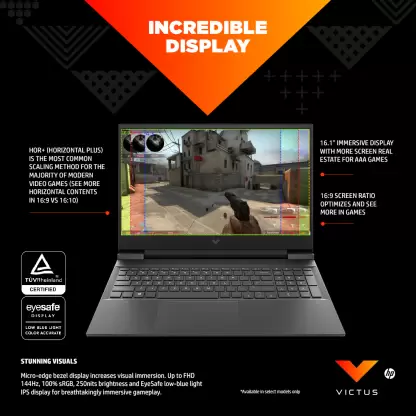 INCREDIBLE
DISPLAY
HOR+ (HORIZONTAL PLUS)
IS THE MOST COMMON
SCALING METHOD FOR THE
MAJORITY OF MODERN
VIDEO GAMES (SEE MORE
HORIZONTAL CONTENTS
IN 16:9 VS 16:10)
16.1" IMMERSIVE DISPLAY
WITH MORE SCREEN REAL
ESTATE FOR AAA GAMES
16:9 SCREEN RATIO
OPTIMIZES AND SEE
MORE IN GAMES
TÜVRheinland
CERTIFIED
eyesafe
DISPLAY
LOW BLUE LIGHT
COLOR ACCURATE
STUNNING VISUALS
Micro-edge bezel display increases visual immersion. Up to FHD
144Hz, 100% sRGB, 250nits brightness and EyeSafe low-blue light
IPS display for breathtakingly immersive gameplay.
*Available in select models only
VICTUS
hp